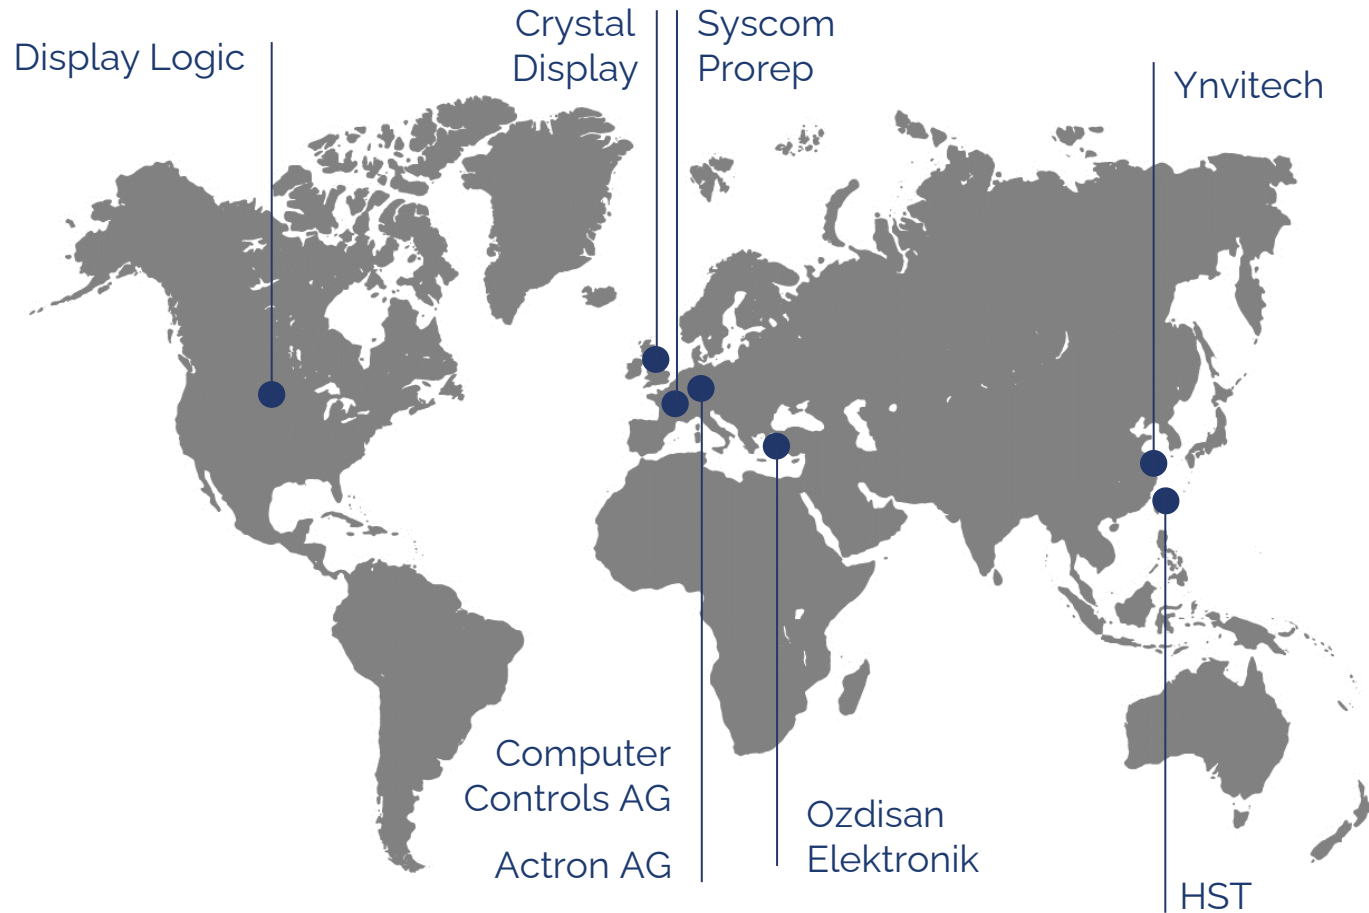 Display Logic
Crystal
Display
Syscom
Prorep
Ynvitech
Computer
Controls AG
Actron AG
Ozdisan
Elektronik
HST